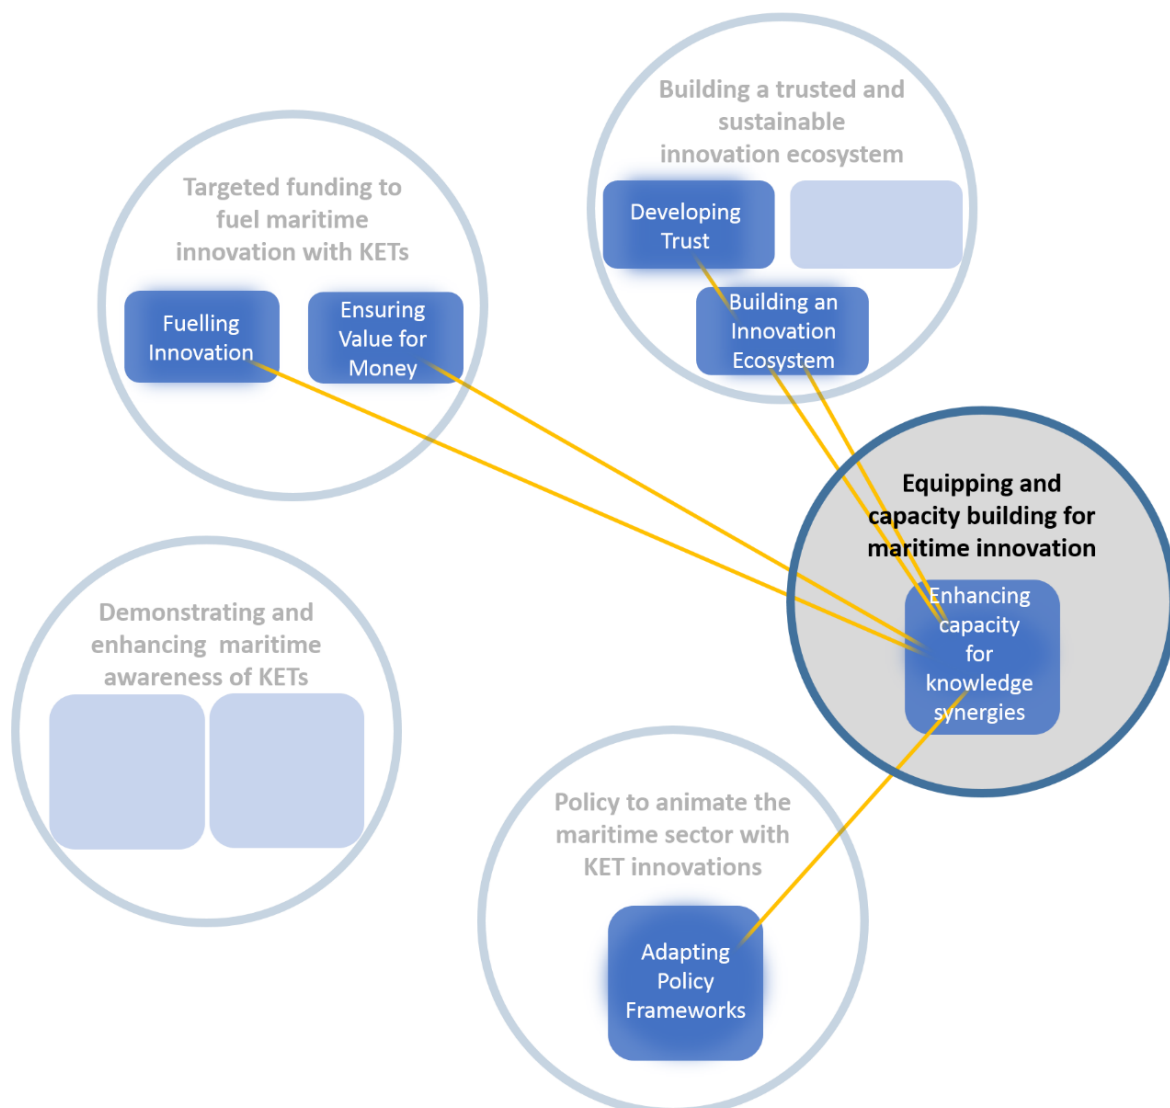 Building a trusted and
sustainable
innovation ecosystem
Developing
Trust
Building an
Innovation
Ecosystem
Targeted funding to
fuel maritime
innovation with KETs
Fuelling
Innovation
Ensuring
Value for
Money
Equipping and
capacity building for
maritime innovation
Enhancing
capacity
for
knowledge
synergies
Demonstrating and
enhancing maritime
awareness of KETs
Policy to animate the
maritime sector with
KET innovations
Adapting
Policy
Frameworks